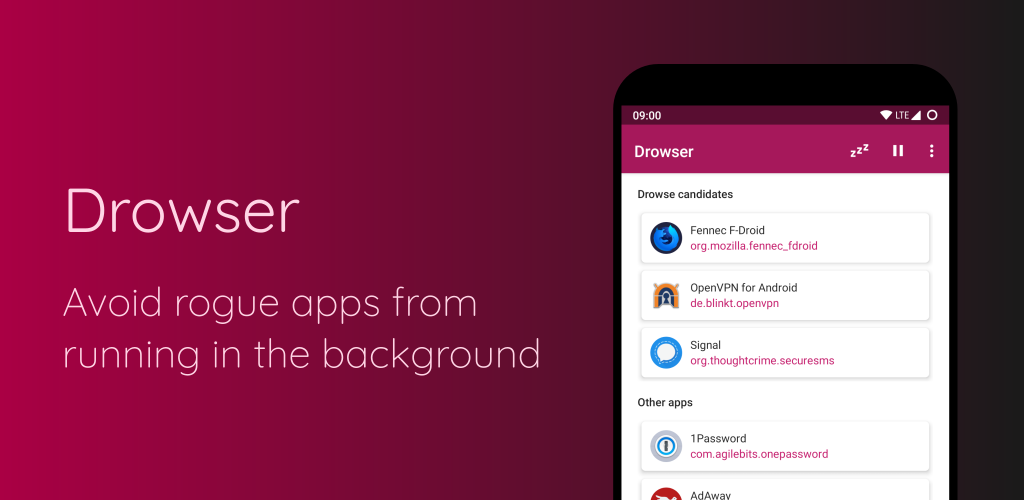 Drowser
Avoid rogue apps from
running in the background
09:00
LTE
Drowser
zzz
Drowse candidates
Fennec F-Droid
org.mozilla.fennec_fdroid
OpenVPN for Android
de.blinkt.openvpn
Signal
org.thoughtcrime.securesms
Other apps
1Password
com.agilebits.onepassword
AdAway